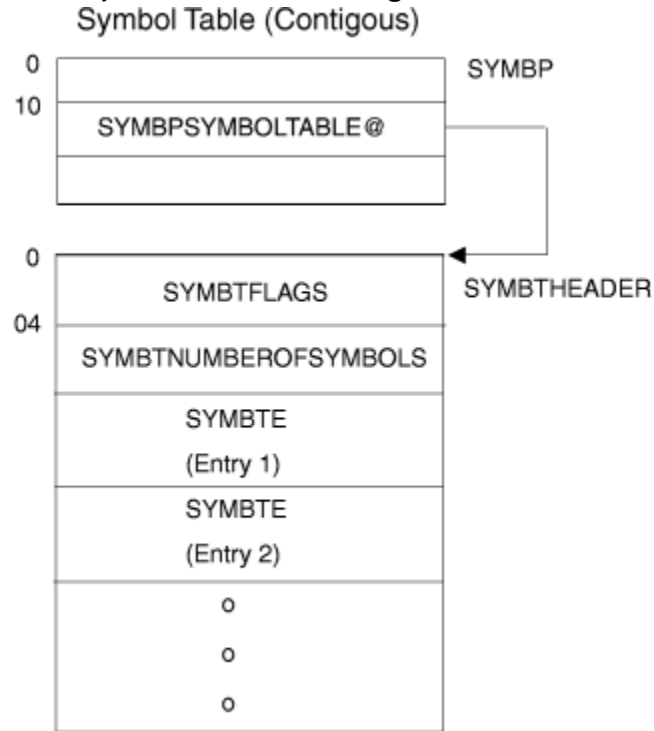 Symbol Table (Contigous)
0
SYMBP
10
SYMBPSYMBOLTABLE@
0
SYMBTHEADER
SYMBTFLAGS
04
SYMBTNUMBEROFSYMBOLS
SYMBTE
(Entry 1)
SYMBTE
(Entry 2)
o
o
o